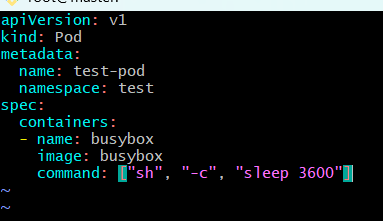 apiVersion: v1
kind: Pod
metadata:
  name: test-pod
  namespace: test
spec:
  containers:
  - name: busybox
    image: busybox
    command: ["sh", "-c", "sleep 3600"]
~
~